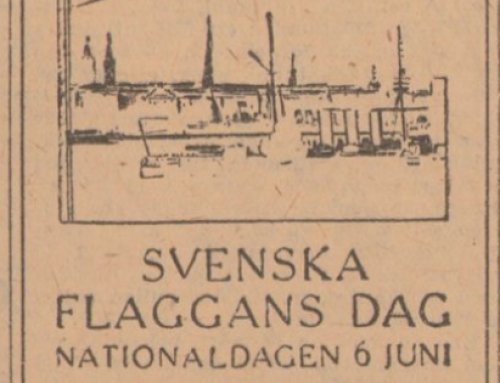 SVENSKA
FLAGGANS DAG
NATIONALDAGEN 6 JUNI